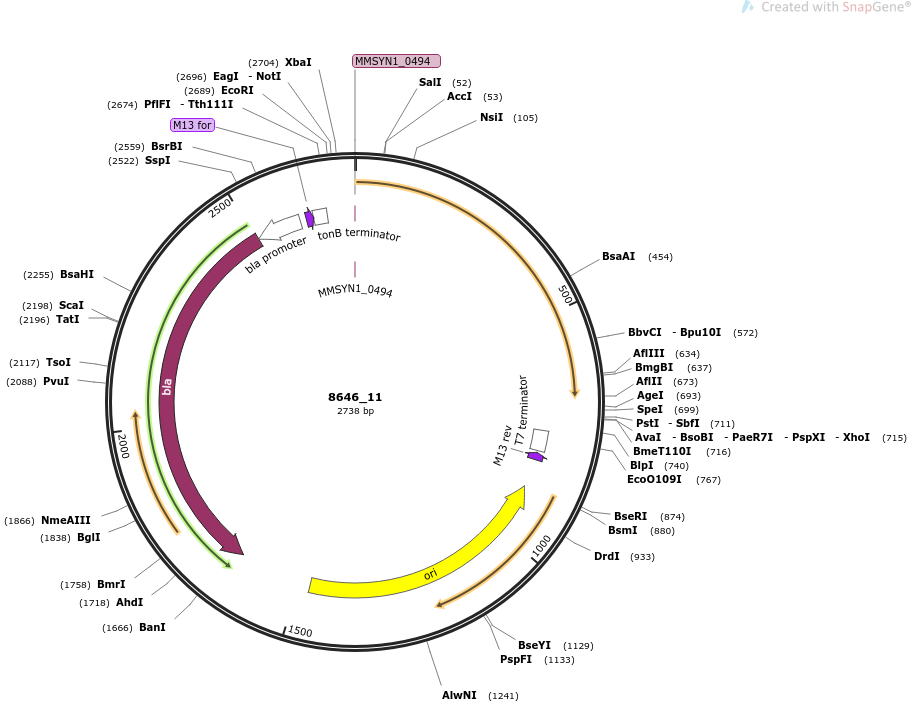 Created with SnapGene®
MMSYN1_0494
(2704) XbaI
(2696) EagI - NotI
(2689) EcoRI
(2674) PflFI - Tth111I
M13 for
(2559) BsrBI
(2522) SspI
SalI (52)
AccI (53)
NsiI (105)
2500
bla promoter
tonB terminator
MMSYN1_0494
BsaAI (454)
500
(2255) BsaHI
(2198) ScaI
(2196) TatI
(2117) TsoI
(2088) PvuI
bla
BbvCI - Bpu10I (572)
AflIII (634)
BmgBI (637)
AflII (673)
AgeI (693)
SpeI (699)
PstI - SbfI (711)
AvaI - BsoBI - PaeR7I - PspXI - XhoI (715)
BmeT110I (716)
BlpI (740)
EcoO109I (767)
8646_11
2738 bp
T7 terminator
M13 rev
2000
(1866) NmeAIII
(1838) BglI
(1758) BmrI
(1718) AhdI
(1666) BanI
BseRI (874)
BsmI (880)
DrdI (933)
1000
ori
1500
BseYI (1129)
PspFI (1133)
AlwNI (1241)